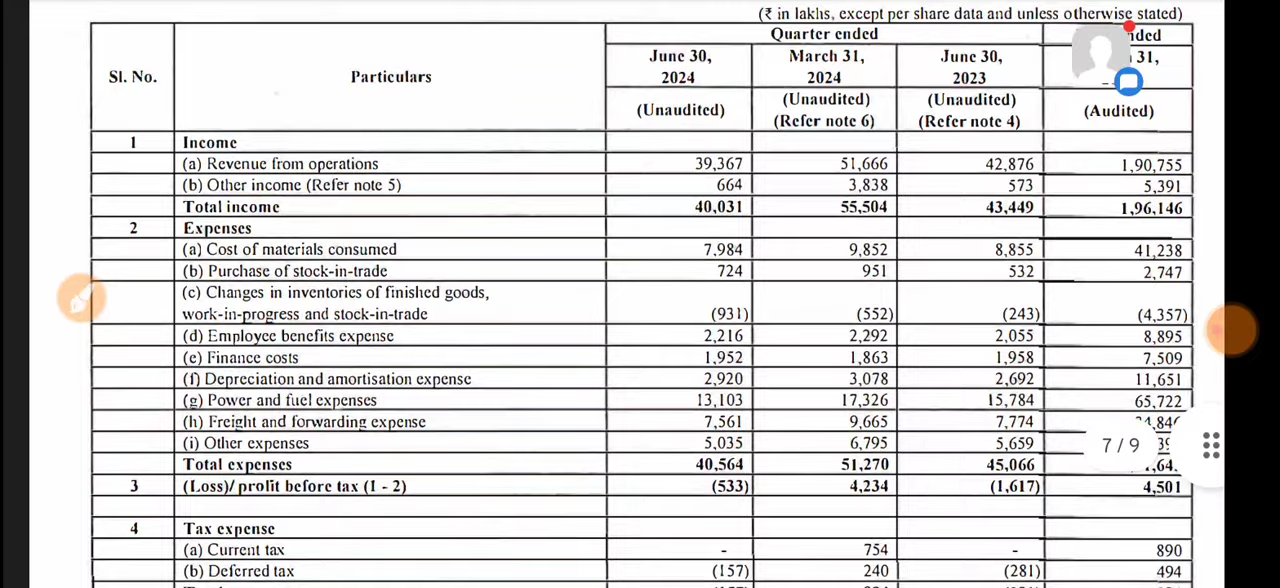 (₹ in lakhs, except per share data and unless otherwise stated)
Sl. No. Particulars Quarter ended
June 30, 2024 March 31, 2024 June 30, 2023 31,
(Unaudited) (Unaudited) (Refer note 6) (Unaudited) (Refer note 4) (Audited)
1 Income
(a) Revenue from operations 39,367 51,666 42,876 1,90,755
(b) Other income (Refer note 5) 664 3,838 573 5,391
Total income 40,031 55,504 43,449 1,96,146
2 Expenses
(a) Cost of materials consumed 7,984 9,852 8,855 41,238
(b) Purchase of stock-in-trade 724 951 532 2,747
(c) Changes in inventories of finished goods,
work-in-progress and stock-in-trade (931) (552) (243) (4,357)
(d) Employee benefits expense 2,216 2,292 2,055 8,895
(e) Finance costs 1,952 1,863 1,958 7,509
(f) Depreciation and amortisation expense 2,920 3,078 2,692 11,651
(g) Power and fuel expenses 13,103 17,326 15,784 65,722
(h) Freight and forwarding expense 7,561 9,665 7,774
(i) Other expenses 5,035 6,795 5,659
7 / 9
Total expenses 40,564 51,270 45,066
3 (Loss)/ profit before tax (1 - 2) (533) 4,234 (1,617) 4,501
4 Tax expense
(a) Current tax - 754 - 890
(b) Deferred tax (157) 240 (281) 494